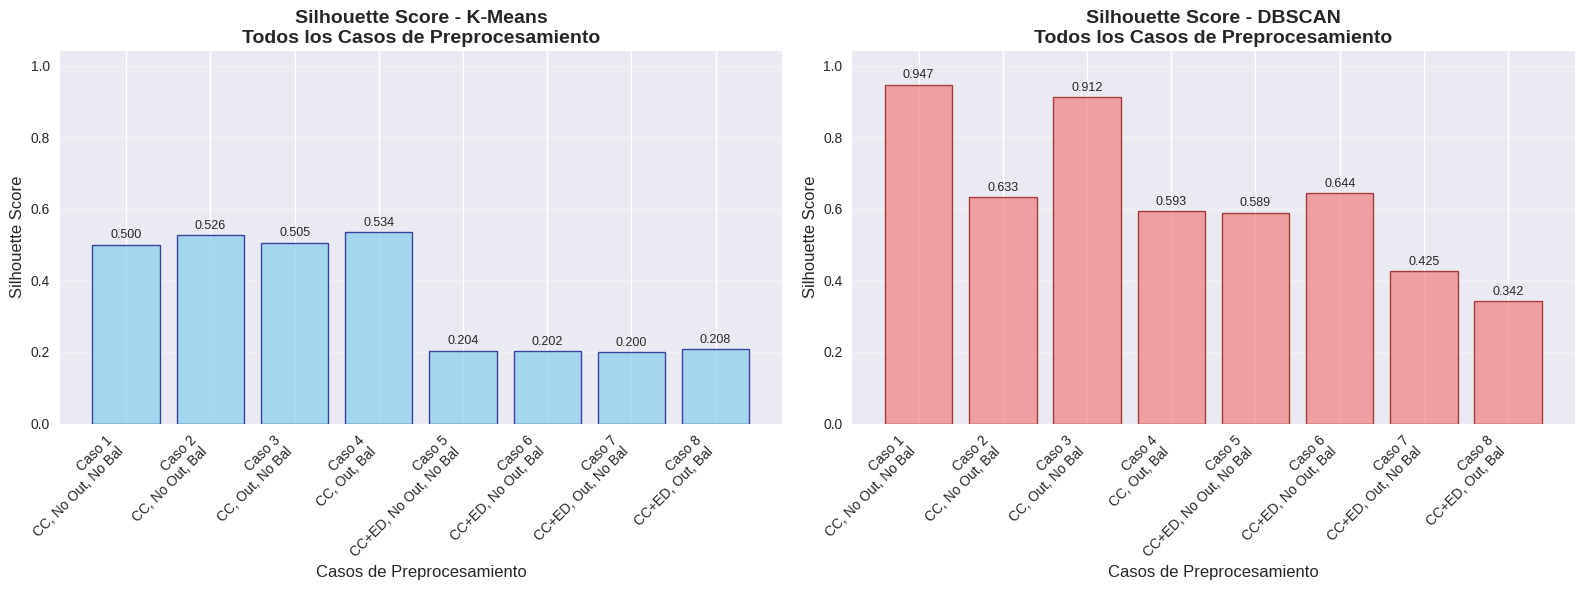 Silhouette Score - K-Means
Todos los Casos de Preprocesamiento
Silhouette Score
1.0
0.8
0.6
0.4
0.2
0.0
0.500
0.526
0.505
0.534
0.204
0.202
0.200
0.208
Caso 1
CC, No Out, No Bal
Caso 2
CC, No Out, Bal
Caso 3
CC, Out, No Bal
Caso 4
CC, Out, Bal
Caso 5
CC+ED, No Out, No Bal
Caso 6
CC+ED, No Out, Bal
Caso 7
CC+ED, Out, No Bal
Caso 8
CC+ED, Out, Bal
Casos de Preprocesamiento
Silhouette Score - DBSCAN
Todos los Casos de Preprocesamiento
Silhouette Score
1.0
0.8
0.6
0.4
0.2
0.0
0.947
0.633
0.912
0.593
0.589
0.644
0.425
0.342
Caso 1
CC, No Out, No Bal
Caso 2
CC, No Out, Bal
Caso 3
CC, Out, No Bal
Caso 4
CC, Out, Bal
Caso 5
CC+ED, No Out, No Bal
Caso 6
CC+ED, No Out, Bal
Caso 7
CC+ED, Out, No Bal
Caso 8
CC+ED, Out, Bal
Casos de Preprocesamiento